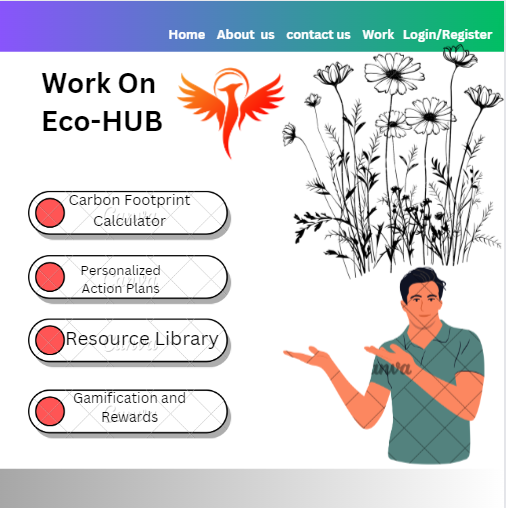 Home About us contact us Work Login/Register
Work On
Eco-HUB
Carbon Footprint
Calculator
Personalized
Action Plans
Resource Library
Gamification and
Rewards